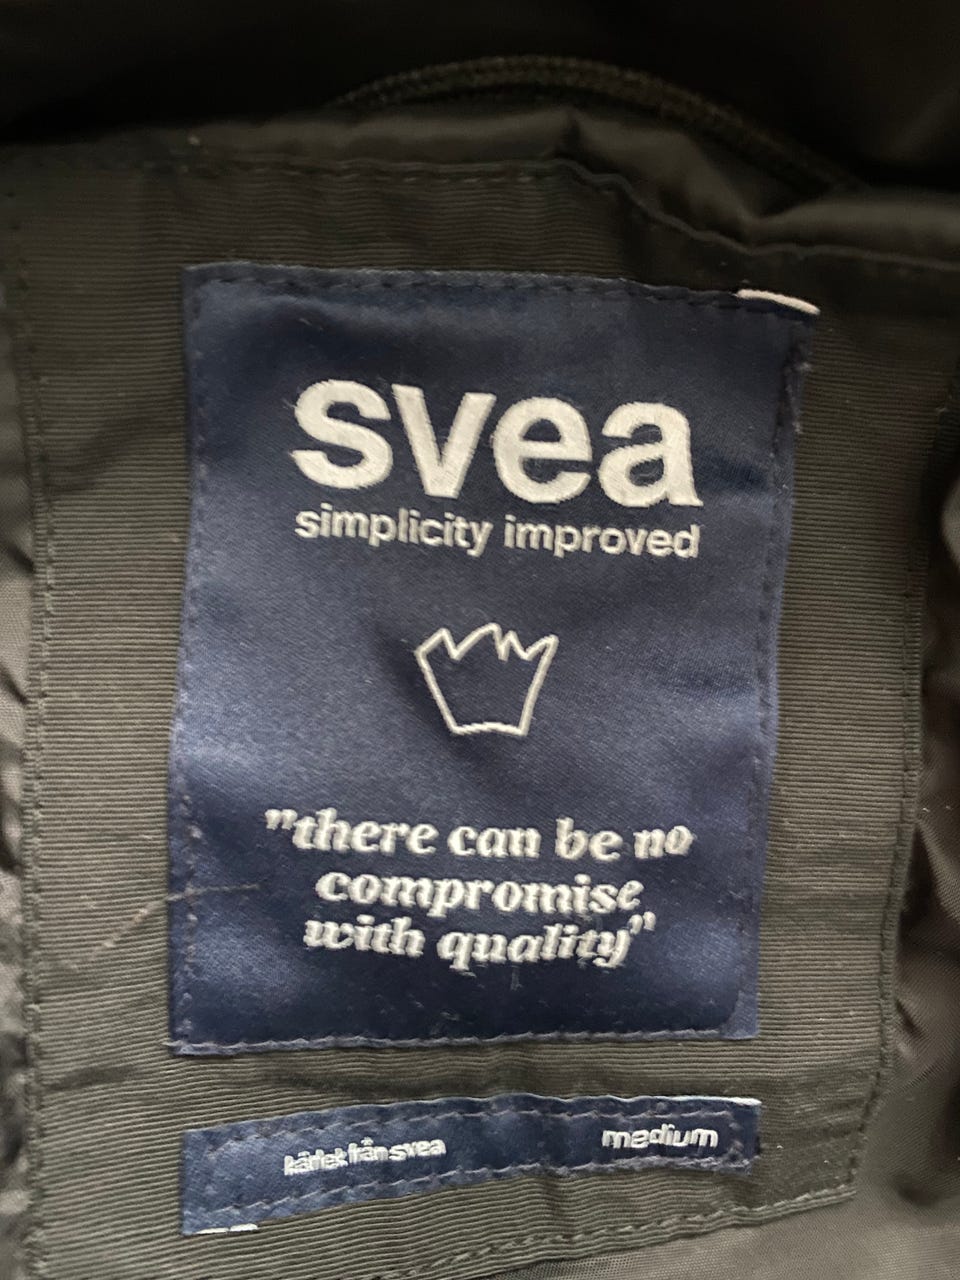 svea
simplicity improved
"there can be no
compromise
with quality"
kärlek från svea
medium